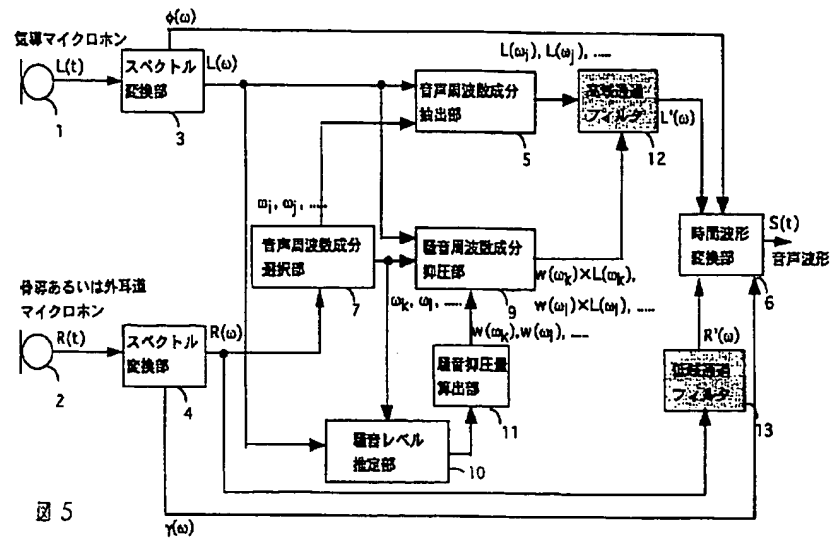 φ(ω)
気導マイクロホン
L(t)
スペクトル
変換部
L(ω)
1
3
L(ωi), L(ωj), .....
音声周波数成分
抽出部
5
高域通過
フィルタ
L'(ω)
12
ωi, ωj, .....
音声周波数成分
選択部
7
騒音周波数成分
抑圧部
9
ωk, ωl, .....
w(ωk)×L(ωk),
w(ωl)×L(ωl), .....
w(ωk),w(ωl), .....
時間波形
変換部
6
S(t)
音声波形
骨導あるいは外耳道
マイクロホン
R(t)
スペクトル
変換部
R(ω)
2
4
騒音抑圧量
算出部
11
R'(ω)
低域通過
フィルタ
13
騒音レベル
推定部
10
図 5
γ(ω)